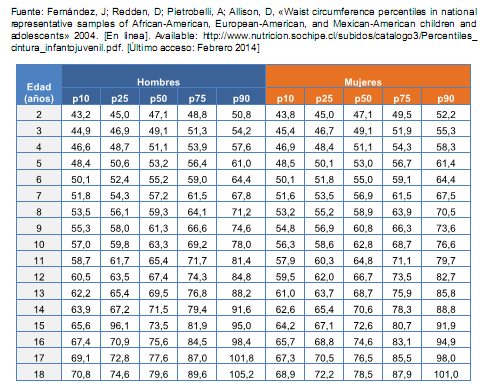 Fuente: Fernández, J; Redden, D; Pietrobelli, A; Allison, D, «Waist circumference percentiles in national
representative samples of African-American, European-American, and Mexican-American children and
adolescents» 2004. [En linea]. Available: http://www.nutricion.sochipe.cl/subidos/catalogo3/Percentiles_
cintura_infantojuvenil.pdf. [Último acceso: Febrero 2014]
Edad (años) Hombres Mujeres
p10 p25 p50 p75 p90 p10 p25 p50 p75 p90
2 43,2 45,0 47,1 48,8 50,8 43,8 45,0 47,1 49,5 52,2
3 44,9 46,9 49,1 51,3 54,2 45,4 46,7 49,1 51,9 55,3
4 46,6 48,7 51,1 53,9 57,6 46,9 48,4 51,1 54,3 58,3
5 48,4 50,6 53,2 56,4 61,0 48,5 50,1 53,0 56,7 61,4
6 50,1 52,4 55,2 59,0 64,4 50,1 51,8 55,0 59,1 64,4
7 51,8 54,3 57,2 61,5 67,8 51,6 53,5 56,9 61,5 67,5
8 53,5 56,1 59,3 64,1 71,2 53,2 55,2 58,9 63,9 70,5
9 55,3 58,0 61,3 66,6 74,6 54,8 56,9 60,8 66,3 73,6
10 57,0 59,8 63,3 69,2 78,0 56,3 58,6 62,8 68,7 76,6
11 58,7 61,7 65,4 71,7 81,4 57,9 60,3 64,8 71,1 79,7
12 60,5 63,5 67,4 74,3 84,8 59,5 62,0 66,7 73,5 82,7
13 62,2 65,4 69,5 76,8 88,2 61,0 63,7 68,7 75,9 85,8
14 63,9 67,2 71,5 79,4 91,6 62,6 65,4 70,6 78,3 88,8
15 65,6 96,1 73,5 81,9 95,0 64,2 67,1 72,6 80,7 91,9
16 67,4 70,9 75,6 84,5 98,4 65,7 68,8 74,6 83,1 94,9
17 69,1 72,8 77,6 87,0 101,8 67,3 70,5 76,5 85,5 98,0
18 70,8 74,6 79,6 89,6 105,2 68,9 72,2 78,5 87,9 101,0